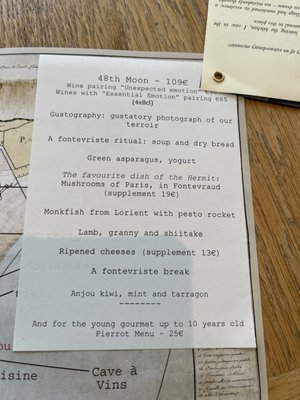 48th Moon - 109€
Wine pairing "Unexpected emotion"
Wines with "Essential Emotion" pairing €85
(4x8cl)
Gustography: gustatory photograph of our
terroir
A fontevriste ritual: soup and dry bread
Green asparagus, yogurt
The favourite dish of the Hermit:
Mushrooms of Paris, in Fontevraud
(supplement 19€)
Monkfish from Lorient with pesto rocket
Lamb, granny and shiitake
Ripened cheeses (supplement 13€)
A fontevriste break
Anjou kiwi, mint and tarragon
--------
And for the young gourmet up to 10 years old
Pierrot Menu - 25€
Cave à
Vins
isine